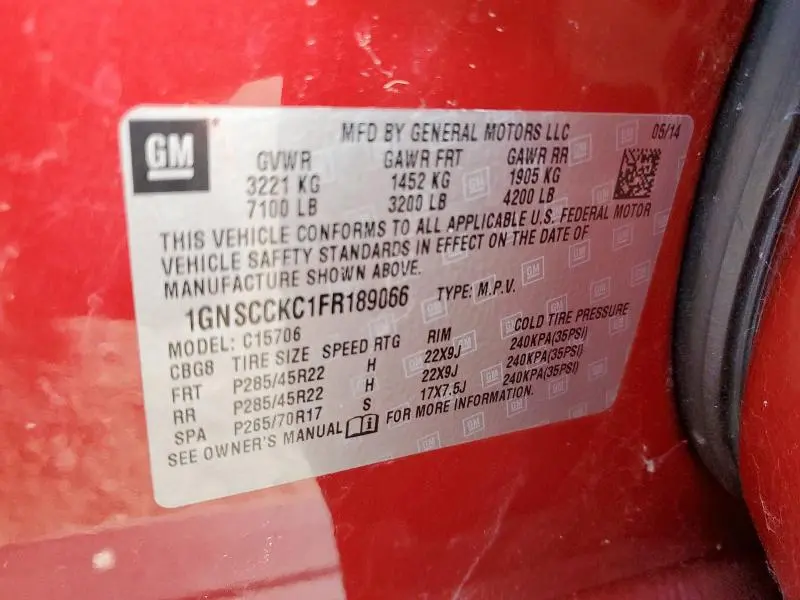 GM MFD BY GENERAL MOTORS LLC 05/14
GVWR GAWR FRT GAWR RR
3221 KG 1452 KG 1905 KG
7100 LB 3200 LB 4200 LB
THIS VEHICLE CONFORMS TO ALL APPLICABLE U.S. FEDERAL MOTOR
VEHICLE SAFETY STANDARDS IN EFFECT ON THE DATE OF
MANUFACTURE SHOWN ABOVE.
1GNSCCKC1FR189066 TYPE: M.P.V.
MODEL: C15706
CBG8 TIRE SIZE SPEED RTG RIM COLD TIRE PRESSURE
FRT P285/45R22 H 22X9J 240KPA(35PSI)
RR P285/45R22 H 22X9J 240KPA(35PSI)
SPA P265/70R17 S 17X7.5J 240KPA(35PSI)
SEE OWNER'S MANUAL FOR MORE INFORMATION.